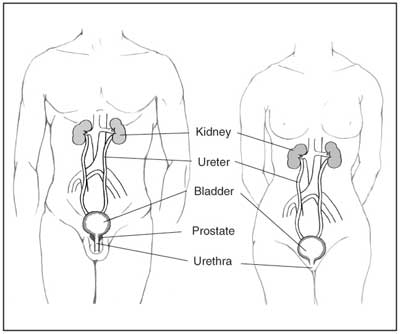 Kidney
Ureter
Bladder
Prostate
Urethra